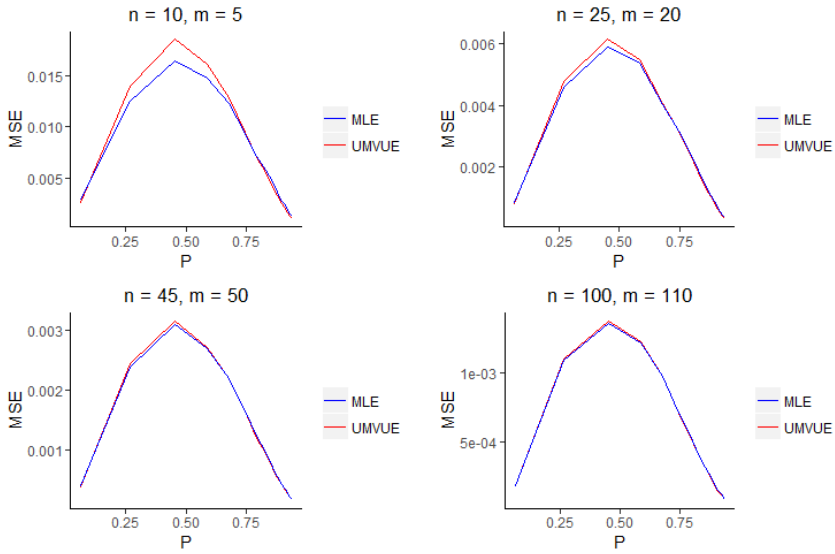 n = 10, m = 5
MSE
0.015
0.010
0.005
0.25 0.50 0.75
P
MLE
UMVUE
n = 25, m = 20
MSE
0.006
0.004
0.002
0.25 0.50 0.75
P
MLE
UMVUE
n = 45, m = 50
MSE
0.003
0.002
0.001
0.25 0.50 0.75
P
MLE
UMVUE
n = 100, m = 110
MSE
1e-03
5e-04
0.25 0.50 0.75
P
MLE
UMVUE